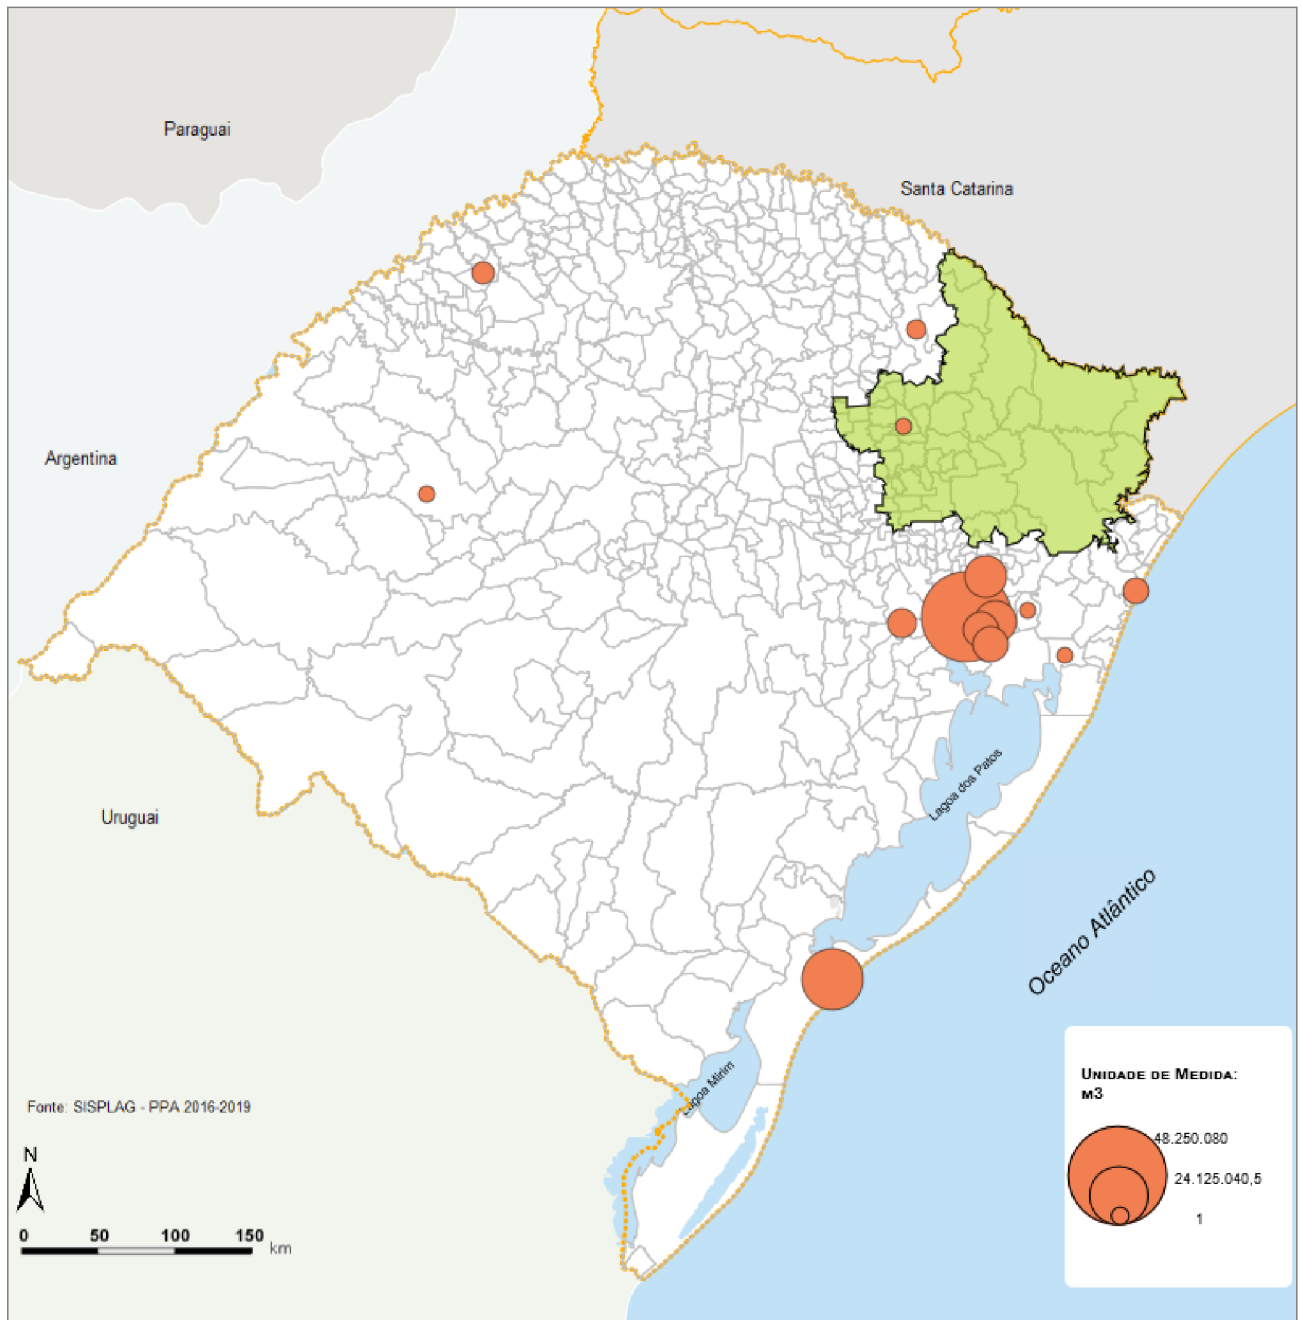 Paraguai
Santa Catarina
Argentina
Uruguai
Lagoa dos Patos
Oceano Atlântico
Lagoa Mirim
Fonte: SISPLAG - PPA 2016-2019
N
0 50 100 150
km
UNIDADE DE MEDIDA:
M3
48.250.080
24.125.040,5
1